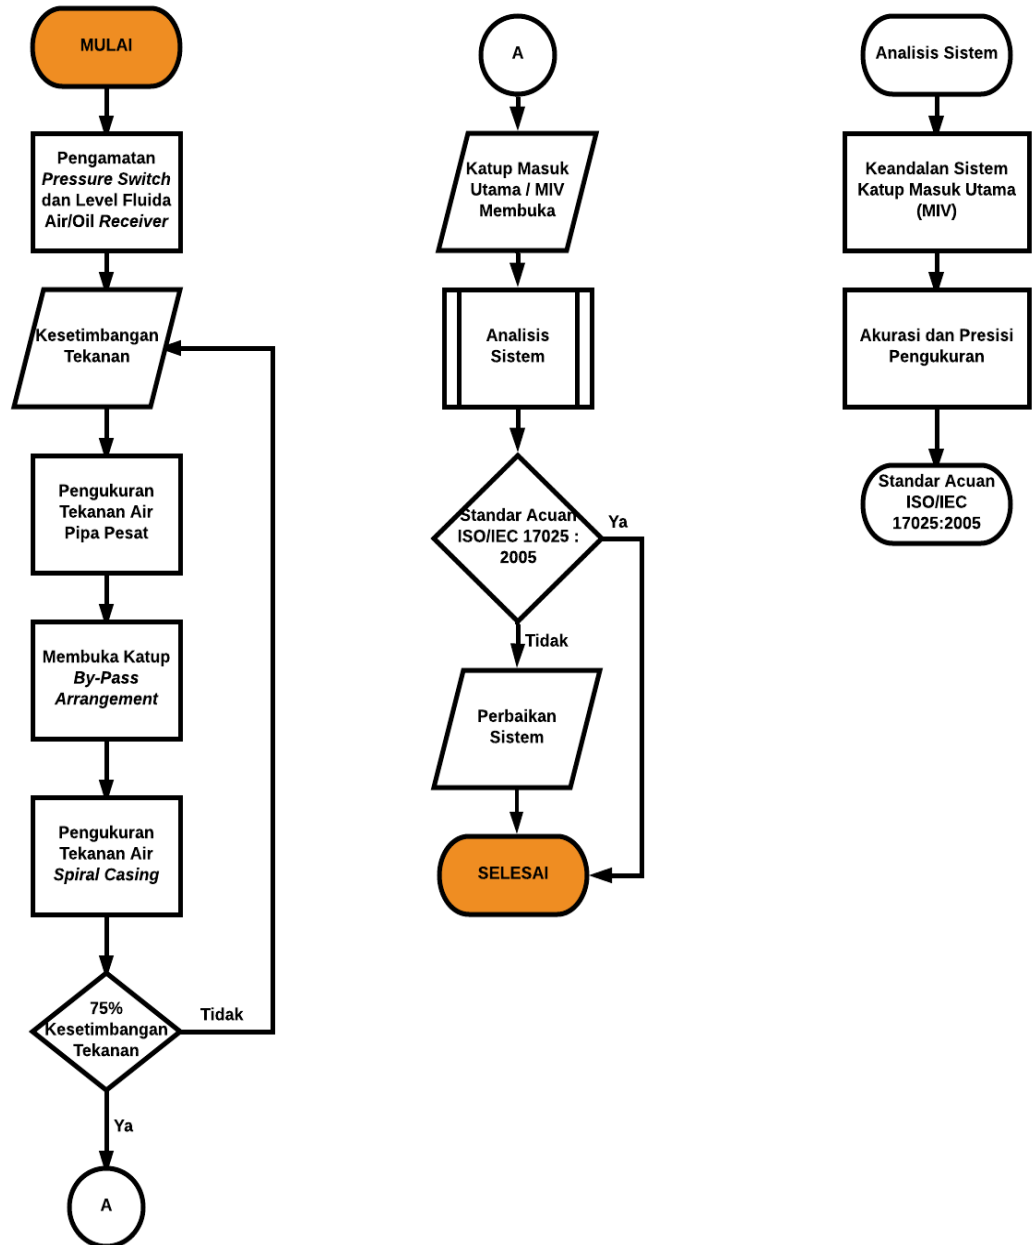 MULAI
Pengamatan
Pressure Switch
dan Level Fluida
Air/Oil Receiver
Kesetimbangan
Tekanan
Pengukuran
Tekanan Air
Pipa Pesat
Membuka Katup
By-Pass
Arrangement
Pengukuran
Tekanan Air
Spiral Casing
75%
Kesetimbangan
Tekanan
Tidak
Ya
A
A
Katup Masuk
Utama / MIV
Membuka
Analisis
Sistem
Standar Acuan
ISO/IEC 17025 :
2005
Ya
Tidak
Perbaikan
Sistem
SELESAI
Analisis Sistem
Keandalan Sistem
Katup Masuk Utama
(MIV)
Akurasi dan Presisi
Pengukuran
Standar Acuan
ISO/IEC
17025:2005